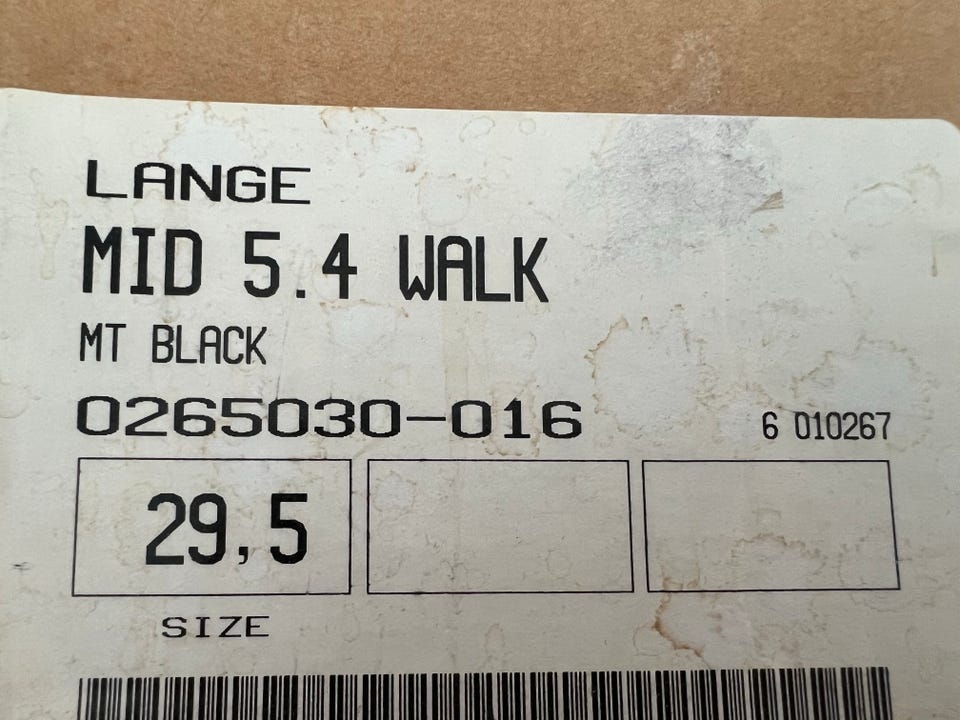 LANGE
MID 5.4 WALK
MT BLACK
0265030-016
6 010267
29,5
SIZE